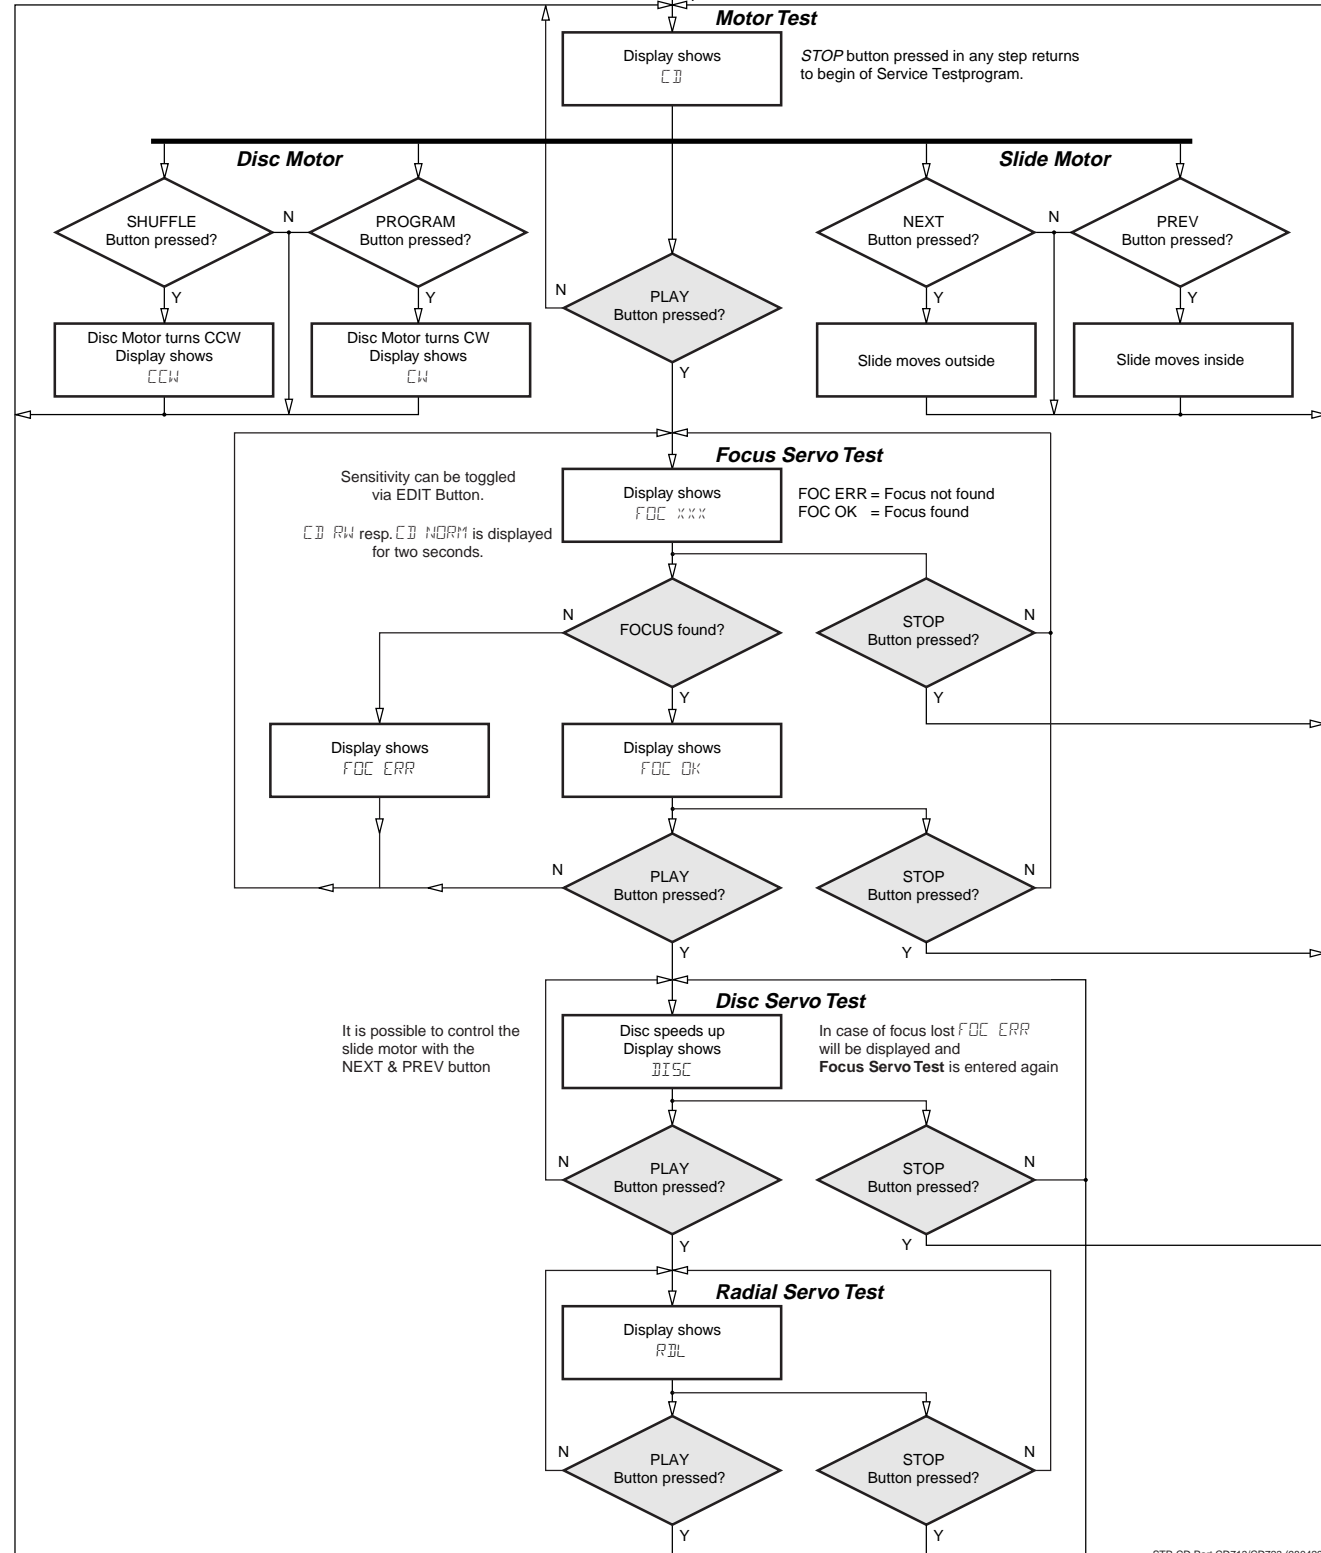 Motor Test
Display shows
CD
STOP button pressed in any step returns
to begin of Service Testprogram.
Disc Motor
Slide Motor
SHUFFLE
Button pressed?
N
PROGRAM
Button pressed?
NEXT
Button pressed?
N
PREV
Button pressed?
Y
Y
Y
Y
N
PLAY
Button pressed?
Y
Disc Motor turns CCW
Display shows
CCW
Disc Motor turns CW
Display shows
CW
Slide moves outside
Slide moves inside
Focus Servo Test
Sensitivity can be toggled
via EDIT Button.
CD RW resp. CD NORM is displayed
for two seconds.
Display shows
FOC XXX
FOC ERR = Focus not found
FOC OK = Focus found
N
FOCUS found?
Y
STOP
Button pressed?
N
Y
Display shows
FOC ERR
Display shows
FOC OK
N
PLAY
Button pressed?
Y
STOP
Button pressed?
N
Y
Disc Servo Test
It is possible to control the
slide motor with the
NEXT & PREV button
Disc speeds up
Display shows
DISC
In case of focus lost FOC ERR
will be displayed and
Focus Servo Test is entered again
N
PLAY
Button pressed?
Y
STOP
Button pressed?
N
Y
Radial Servo Test
Display shows
RDL
N
PLAY
Button pressed?
Y
STOP
Button pressed?
N
Y